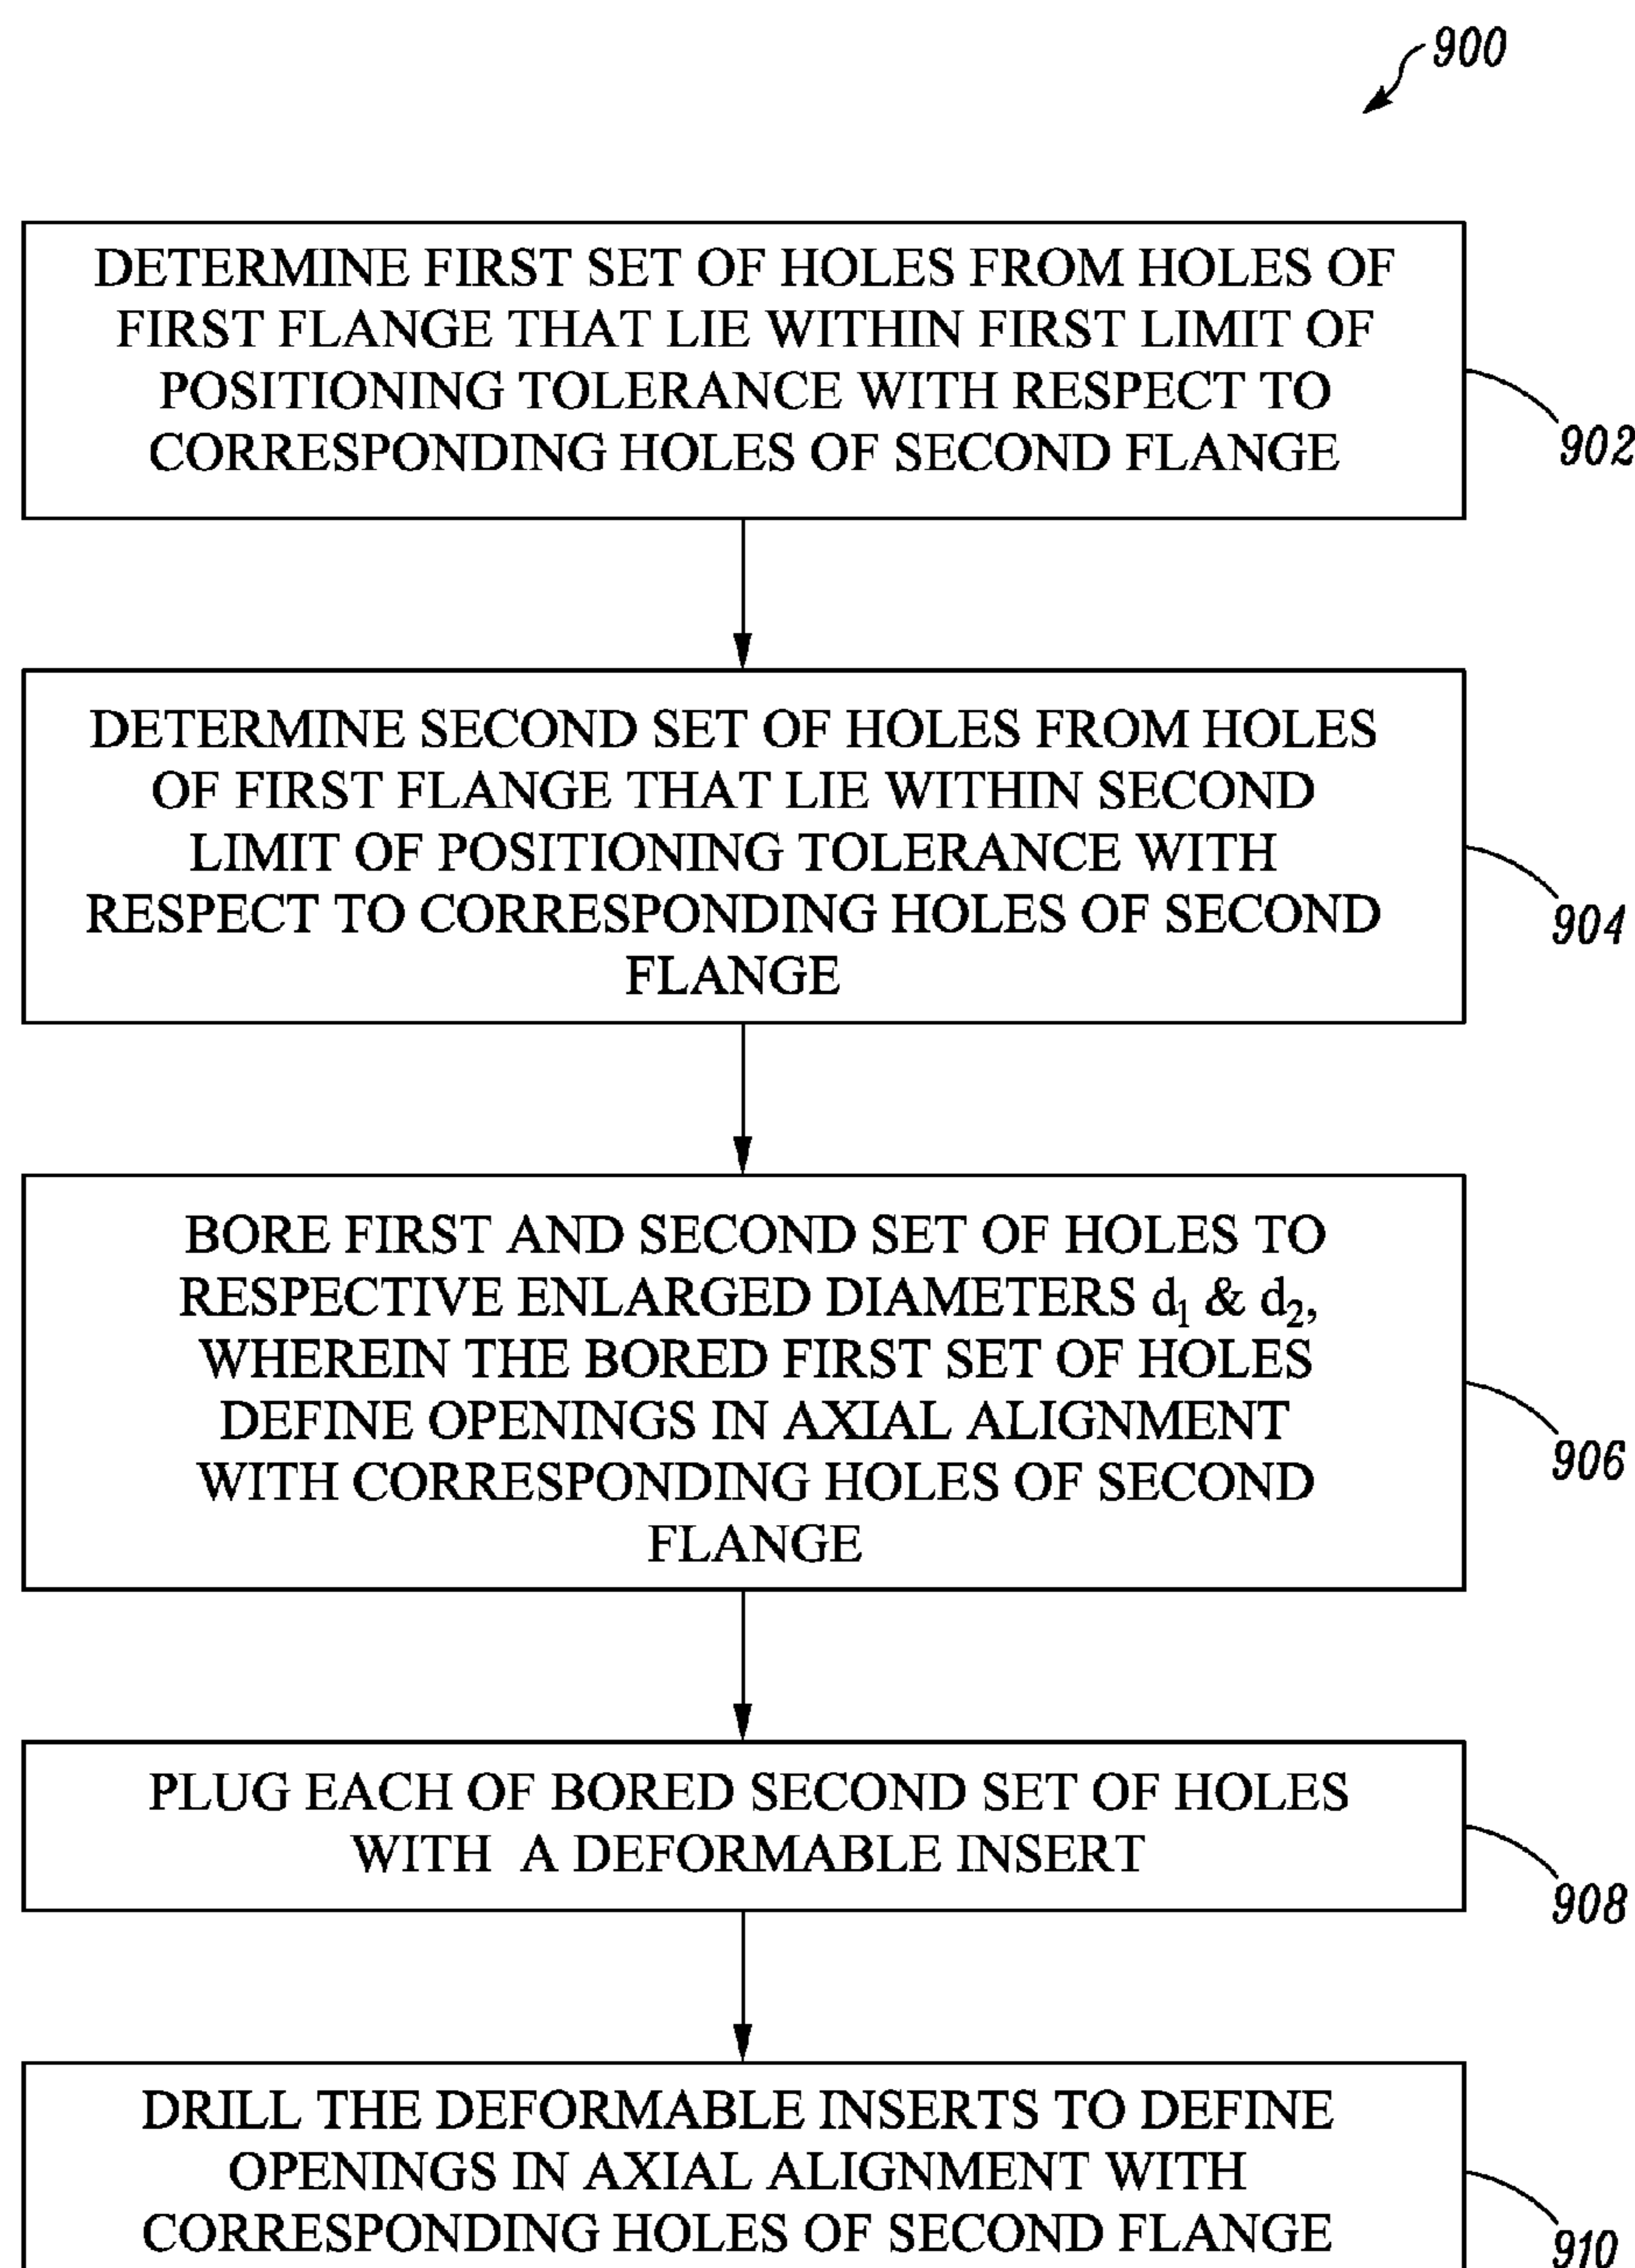 900
DETERMINE FIRST SET OF HOLES FROM HOLES OF
FIRST FLANGE THAT LIE WITHIN FIRST LIMIT OF
POSITIONING TOLERANCE WITH RESPECT TO
CORRESPONDING HOLES OF SECOND FLANGE
902
DETERMINE SECOND SET OF HOLES FROM HOLES
OF FIRST FLANGE THAT LIE WITHIN SECOND
LIMIT OF POSITIONING TOLERANCE WITH
RESPECT TO CORRESPONDING HOLES OF SECOND
FLANGE
904
BORE FIRST AND SECOND SET OF HOLES TO
RESPECTIVE ENLARGED DIAMETERS d₁ & d₂,
WHEREIN THE BORED FIRST SET OF HOLES
DEFINE OPENINGS IN AXIAL ALIGNMENT
WITH CORRESPONDING HOLES OF SECOND
FLANGE
906
PLUG EACH OF BORED SECOND SET OF HOLES
WITH A DEFORMABLE INSERT
908
DRILL THE DEFORMABLE INSERTS TO DEFINE
OPENINGS IN AXIAL ALIGNMENT WITH
CORRESPONDING HOLES OF SECOND FLANGE
910